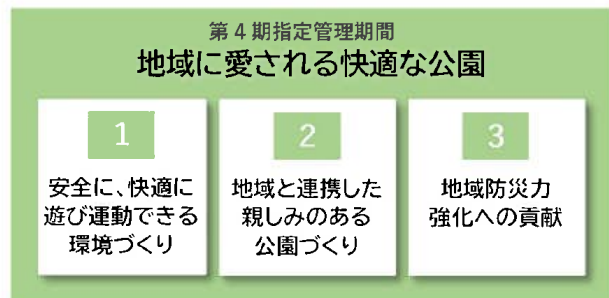 第4期指定管理期間
地域に愛される快適な公園
1
安全に、快適に
遊び運動できる
環境づくり
2
地域と連携した
親しみのある
公園づくり
3
地域防災力
強化への貢献